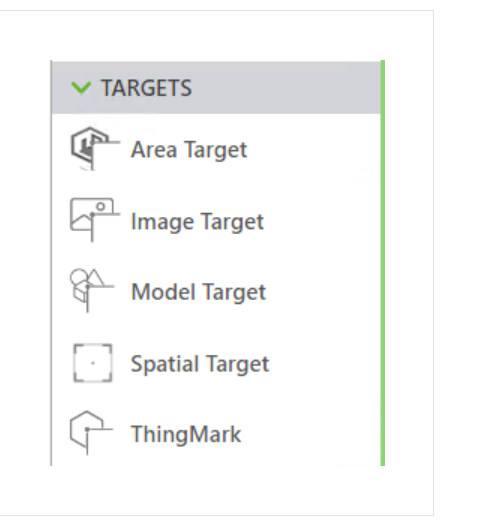 TARGETS
Area Target
Image Target
Model Target
Spatial Target
ThingMark